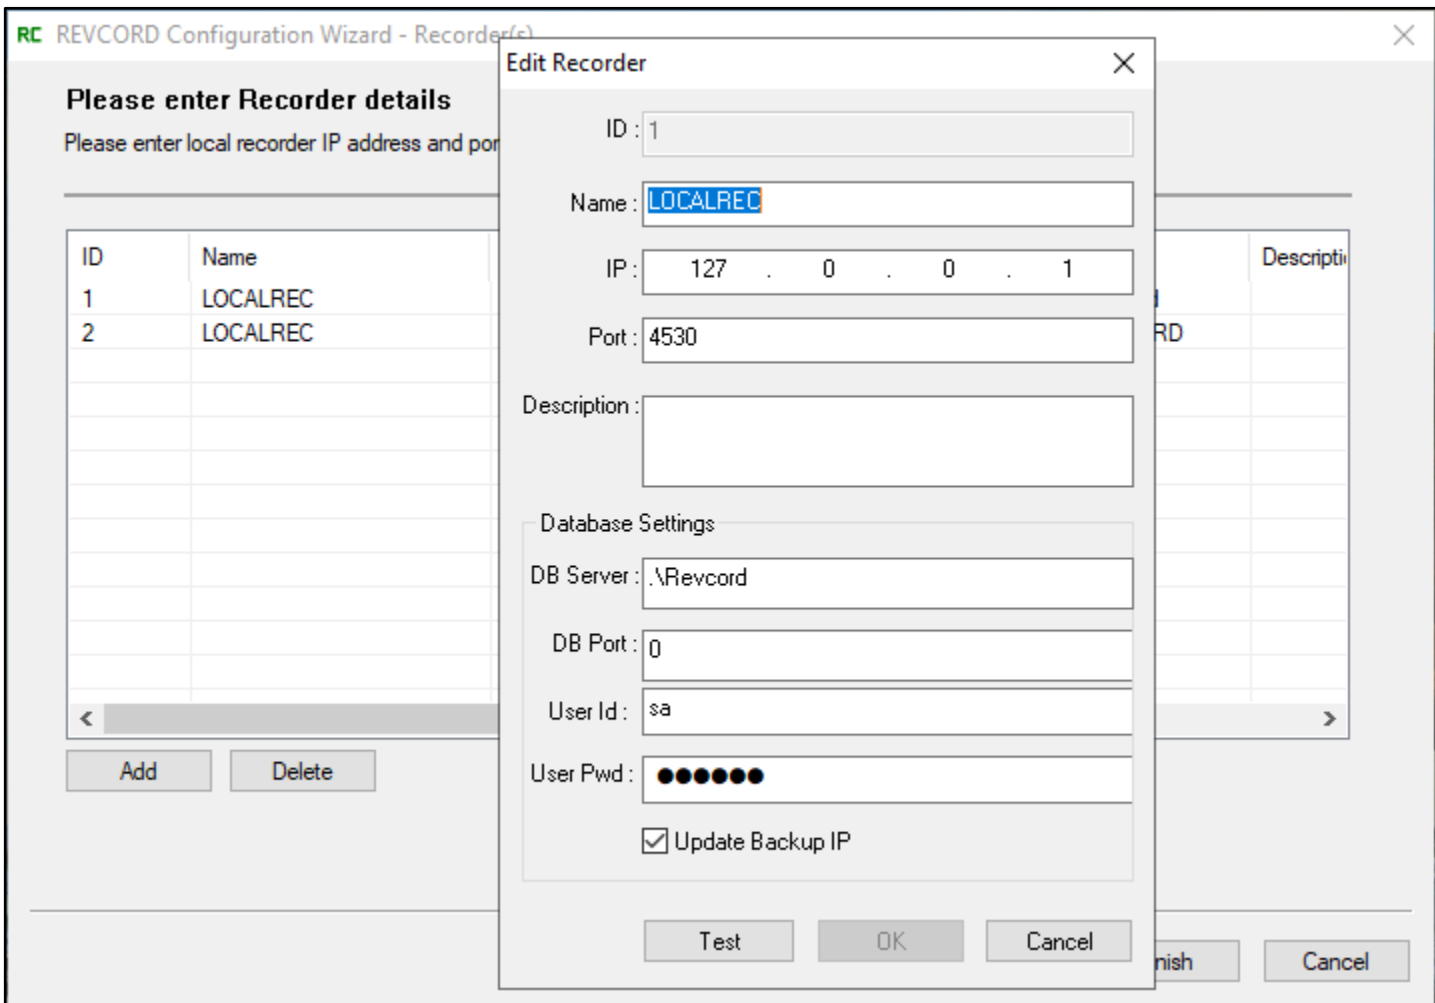 RC REVCORD Configuration Wizard - Recorder(s)
Please enter Recorder details
Please enter local recorder IP address and por
ID Name Descripti
1 LOCALREC
2 LOCALREC RD
Add Delete
nish Cancel
Edit Recorder
ID : 1
Name : LOCALREC
IP : 127 . 0 . 0 . 1
Port : 4530
Description :
Database Settings
DB Server : .\Revcord
DB Port : 0
User Id : sa
User Pwd : ●●●●●●
Update Backup IP
Test OK Cancel